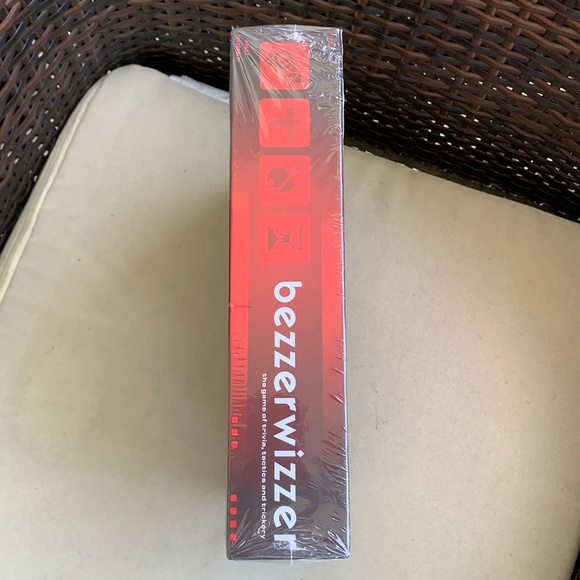 bezzerwizzer
the game of trivia, tactics and trickery